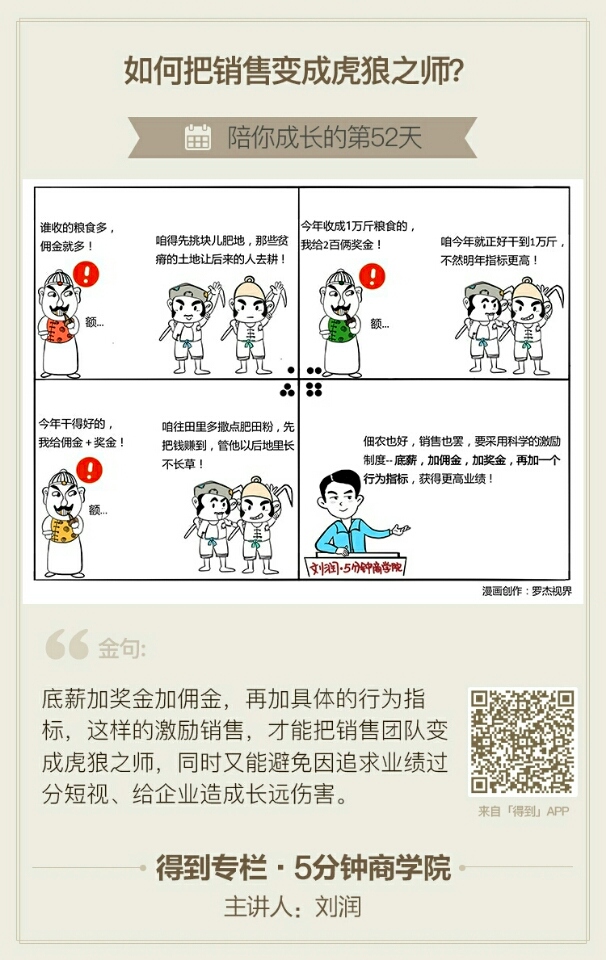 如何把销售变成虎狼之师？
陪你成长的第52天
谁收的粮食多，
佣金就多！
额...
咱得先挑块儿肥地，那些贫
瘠的土地让后来的人去耕！
今年收成1万斤粮食的，
我给2百俩奖金！
额...
咱今年就正好干到1万斤，
不然明年指标更高！
今年干得好的，
我给佣金＋奖金！
额...
咱往田里多撒点肥田粉，先
把钱赚到，管他以后地里长
不长草！
佃农也好，销售也罢，要采用科学的激励
制度--底薪，加佣金，加奖金，再加一个
行为指标，获得更高业绩！
刘润·5分钟商学院
漫画创作：罗杰视界
金句:
底薪加奖金加佣金，再加具体的行为指
标，这样的激励销售，才能把销售团队变
成虎狼之师，同时又能避免因追求业绩过
分短视、给企业造成长远伤害。
来自「得到」APP
得到专栏·5分钟商学院
主讲人：刘润